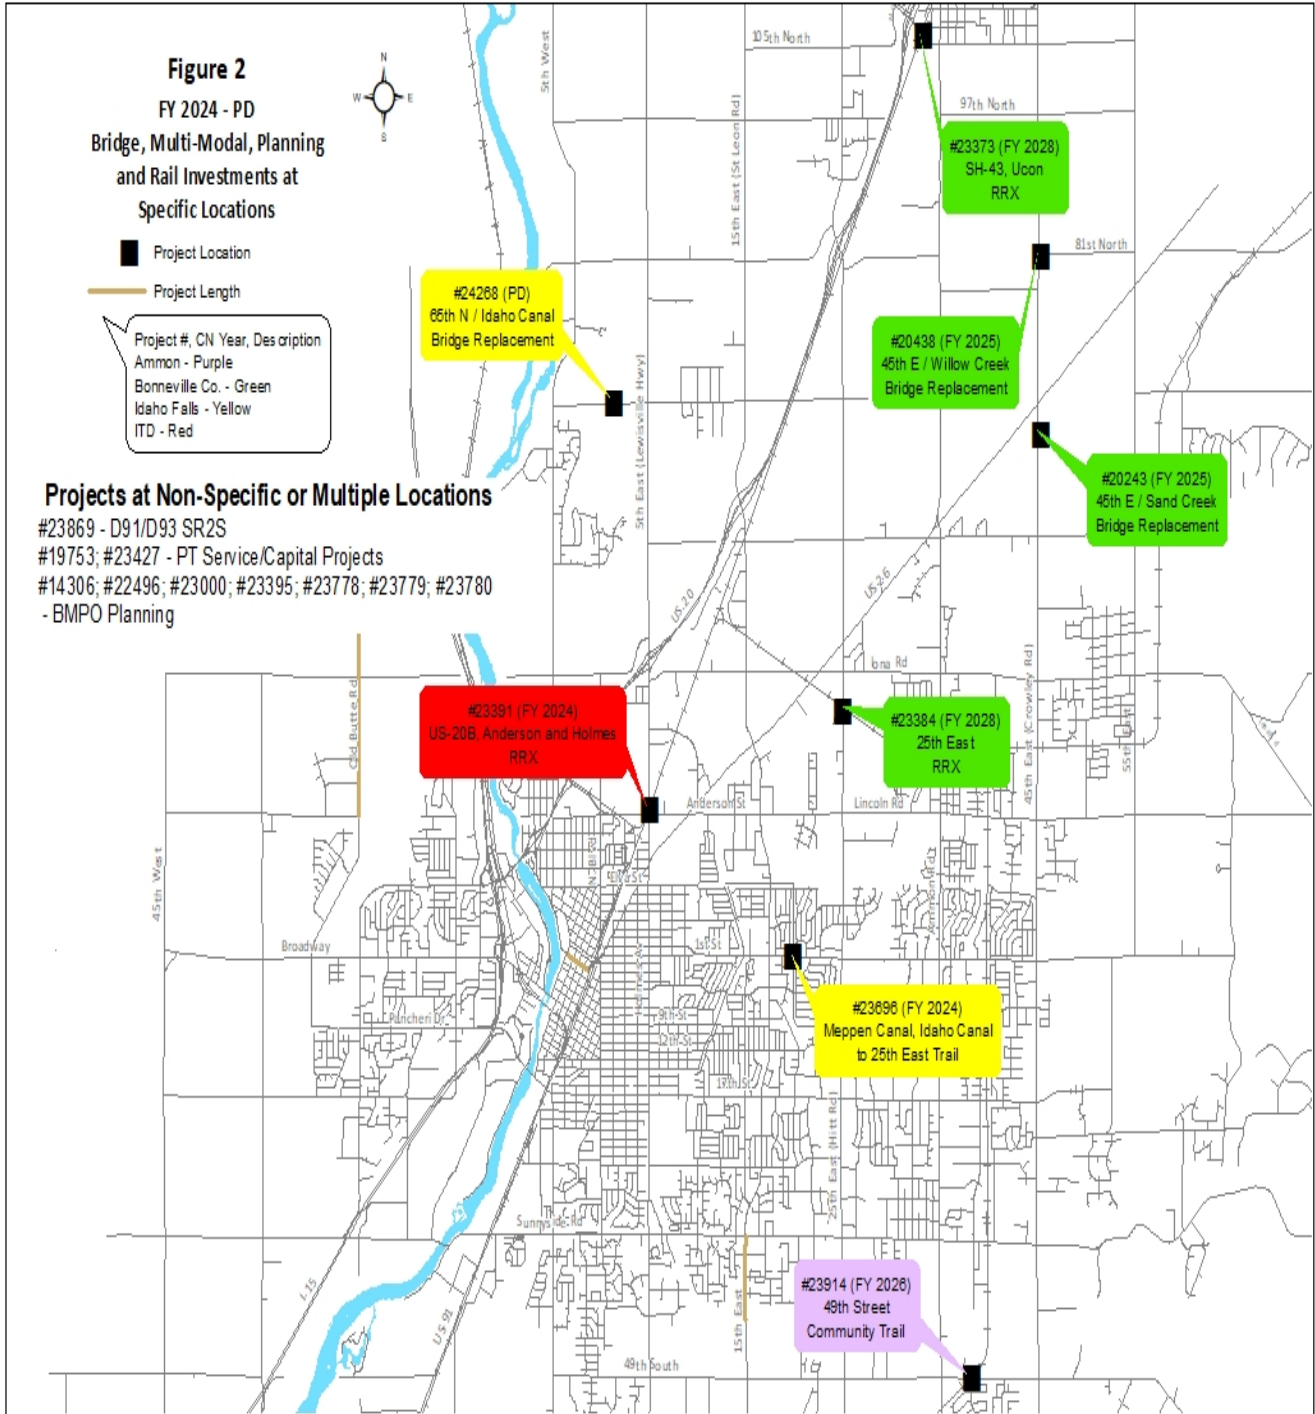 Figure 2
FY 2024 - PD
Bridge, Multi-Modal, Planning
and Rail Investments at
Specific Locations
N
W
E
S
Project Location
Project Length
Project #, CN Year, Description
Ammon - Purple
Bonneville Co. - Green
Idaho Falls - Yellow
ITD - Red
Projects at Non-Specific or Multiple Locations
#23869 - D91/D93 SR2S
#19753; #23427 - PT Service/Capital Projects
#14306; #22496; #23000; #23395; #23778; #23779; #23780
- BMPO Planning
5th West
105th North
15th East (St Leon Rd)
97th North
#23373 (FY 2028)
SH-43, Ucon
RRX
81st North
#24268 (PD)
65th N / Idaho Canal
Bridge Replacement
#20438 (FY 2025)
45th E / Willow Creek
Bridge Replacement
5th East (Lewisville Hwy)
#20243 (FY 2025)
45th E / Sand Creek
Bridge Replacement
US-20
US-26
Iona Rd
Old Butte Rd
#23391 (FY 2024)
US-20B, Anderson and Holmes
RRX
#23384 (FY 2028)
25th East
RRX
45th East (Crowley Rd)
55th East
Anderson St
Lincoln Rd
45th West
N Blvd
Elva St
Ammon Rd
Broadway
1st St
Holmes Av
#23696 (FY 2024)
Meppen Canal, Idaho Canal
to 25th East Trail
Pancheri Dr
9th St
12th St
17th St
25th East (Hitt Rd)
Sunnyside Rd
I-15
US-91
15th East
#23914 (FY 2026)
49th Street
Community Trail
49th South